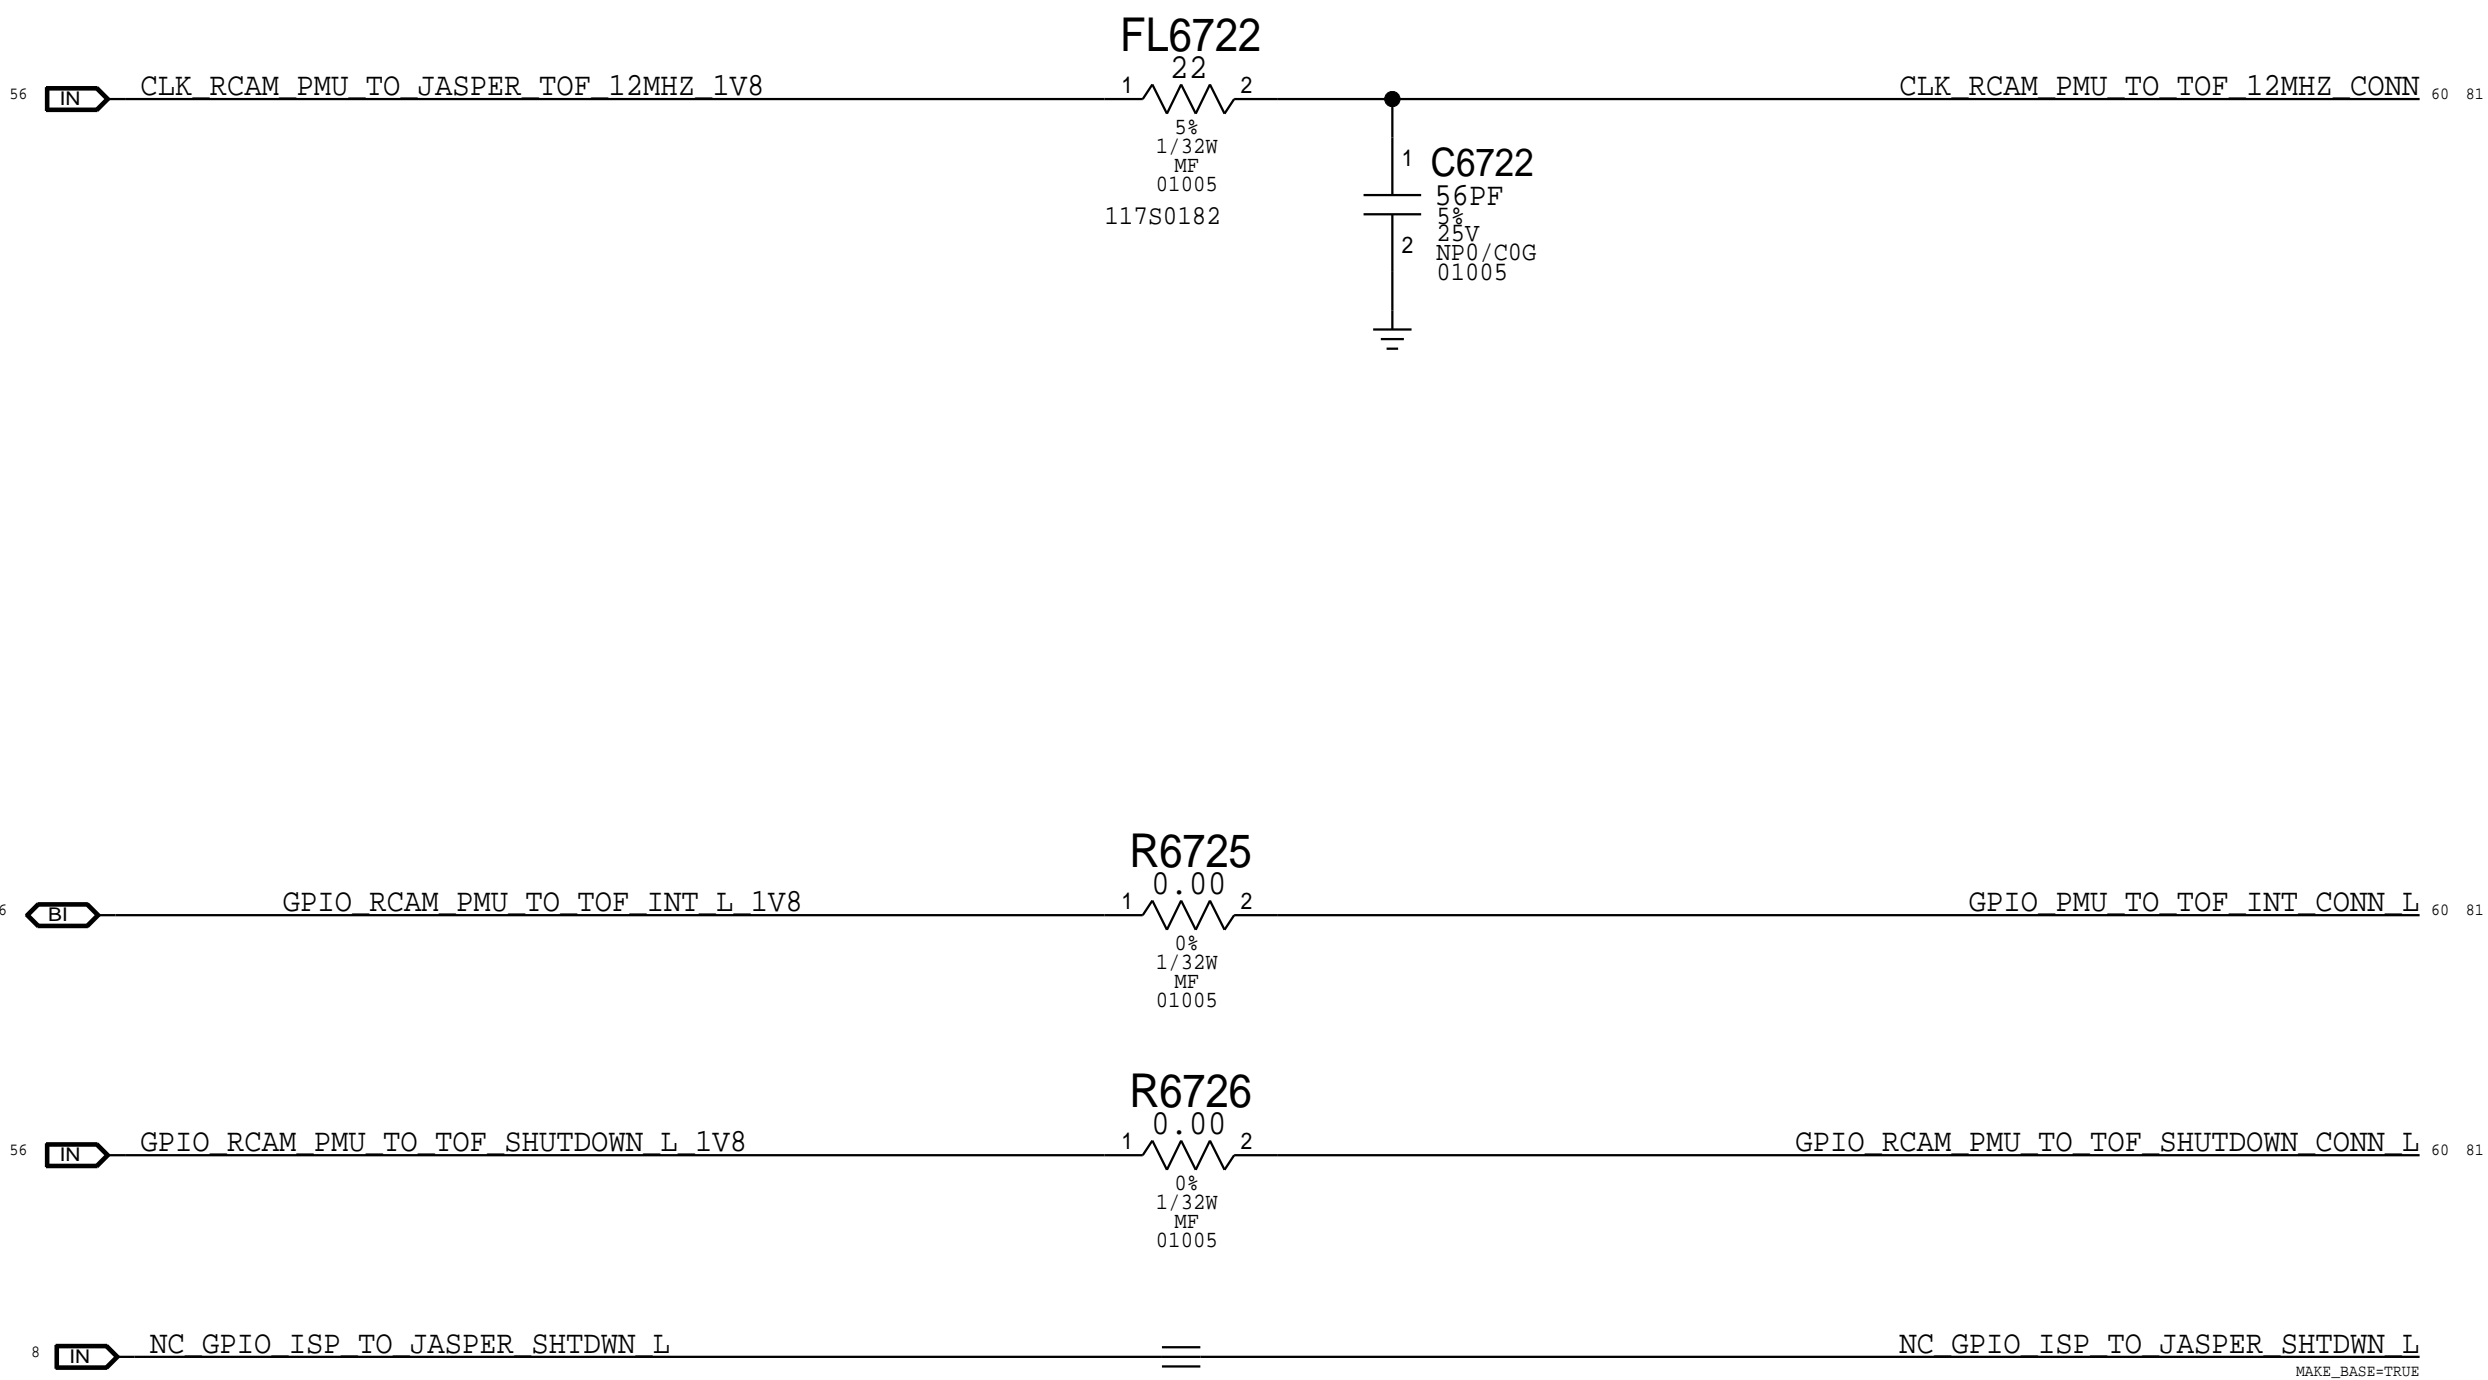 FL6722
22
56 IN CLK_RCAM_PMU_TO_JASPER_TOF_12MHZ_1V8 1 2 CLK_RCAM_PMU_TO_TOF_12MHZ_CONN 60 81
5%
1/32W
MF
01005
117S0182
1 C6722
56PF
5%
25V
2 NP0/C0G
01005
R6725
0.00
6 BI GPIO_RCAM_PMU_TO_TOF_INT_L_1V8 1 2 GPIO_PMU_TO_TOF_INT_CONN_L 60 81
0%
1/32W
MF
01005
R6726
0.00
56 IN GPIO_RCAM_PMU_TO_TOF_SHUTDOWN_L_1V8 1 2 GPIO_RCAM_PMU_TO_TOF_SHUTDOWN_CONN_L 60 81
0%
1/32W
MF
01005
8 IN NC_GPIO_ISP_TO_JASPER_SHTDWN_L NC_GPIO_ISP_TO_JASPER_SHTDWN_L
MAKE_BASE=TRUE